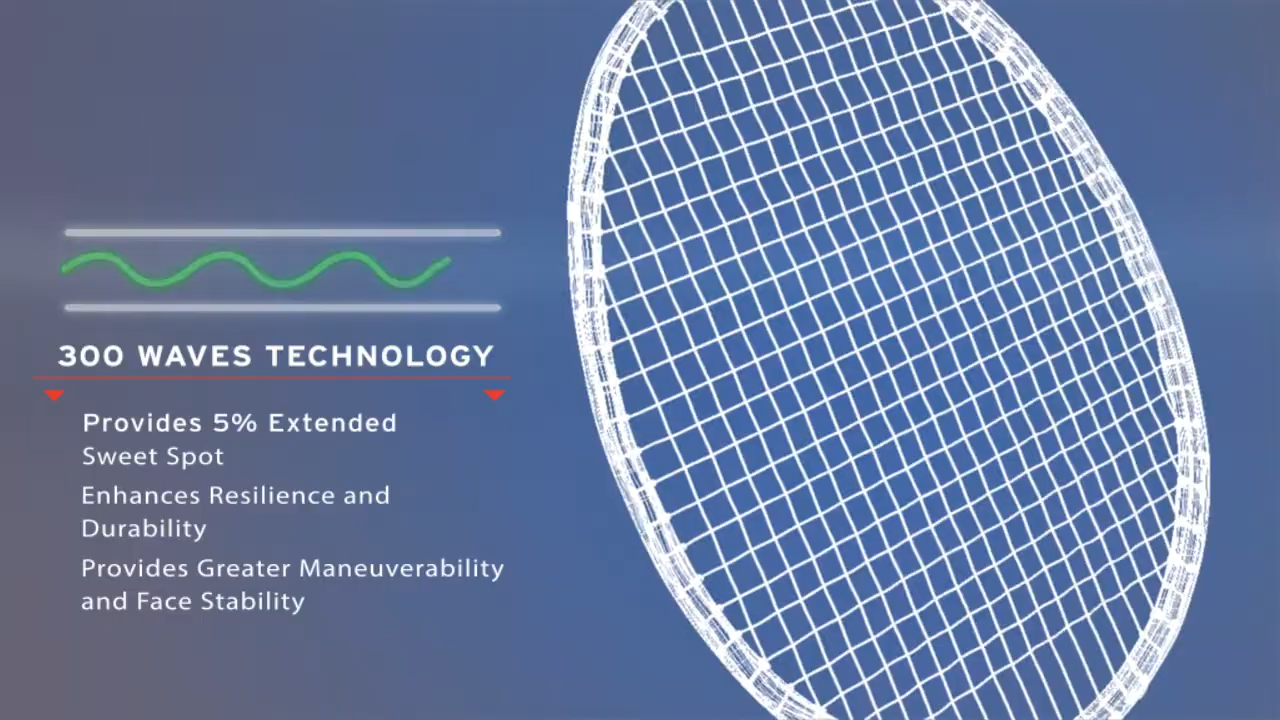 300 WAVES TECHNOLOGY
Provides 5% Extended
Sweet Spot
Enhances Resilience and
Durability
Provides Greater Maneuverability
and Face Stability